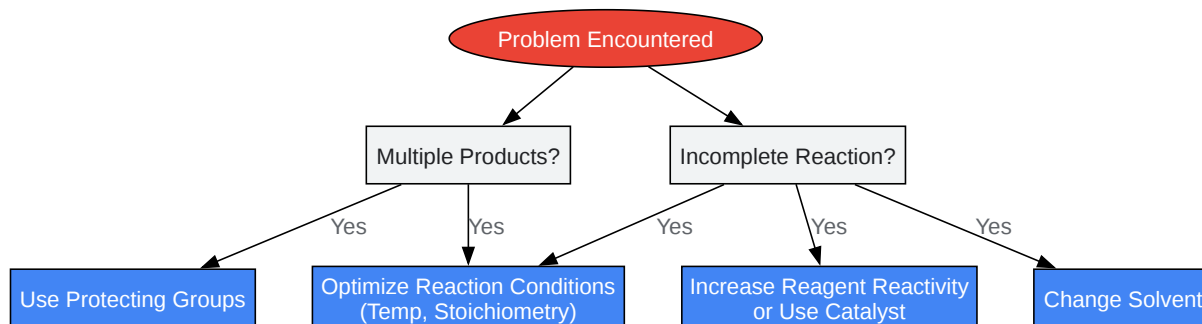 Problem Encountered
Multiple Products?
Incomplete Reaction?
Yes
Yes
Yes
Yes
Yes
Use Protecting Groups
Optimize Reaction Conditions
(Temp, Stoichiometry)
Increase Reagent Reactivity
or Use Catalyst
Change Solvent